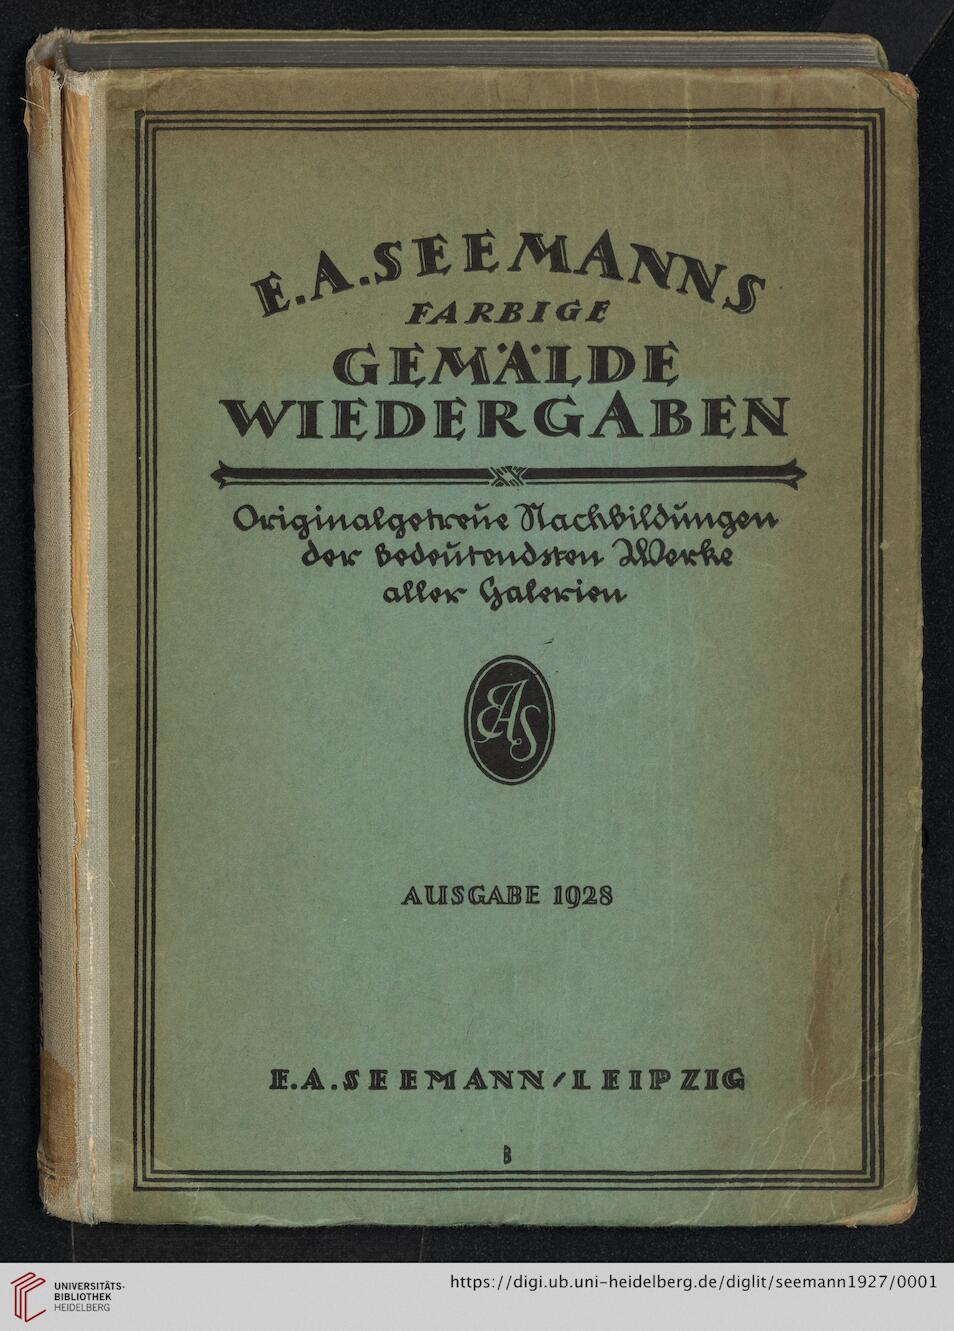 E.A.SEEMANNS
FARBIGE
GEMÄLDE
WIEDERGABEN
Originalgetreue Nachbildungen
der bedeutendsten Werke
aller Galerien
EAS
AUSGABE 1928
E.A.SEEMANN/LEIPZIG
B
UNIVERSITÄTS-
BIBLIOTHEK
HEIDELBERG
https://digi.ub.uni-heidelberg.de/diglit/seemann1927/0001